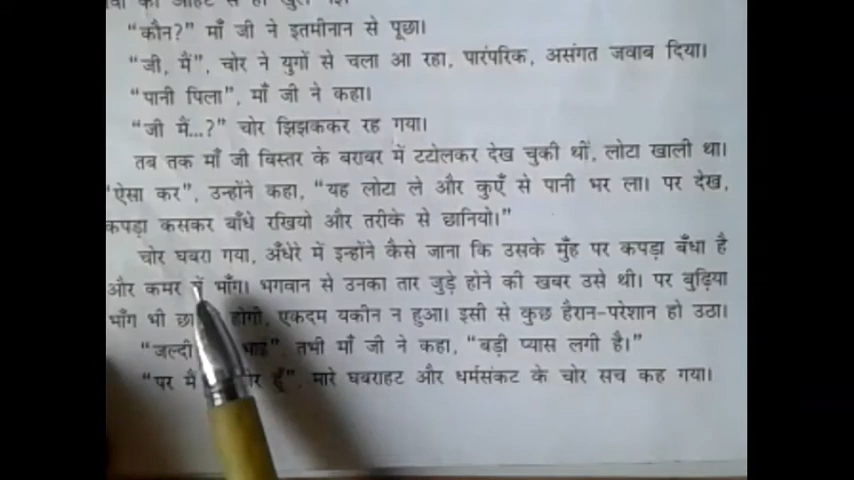 की आहट से ही खुल गई।
“कौन?” माँ जी ने इतमीनान से पूछा।
“जी, मैं”, चोर ने युगों से चला आ रहा, पारंपरिक, असंगत जवाब दिया।
“पानी पिला”, माँ जी ने कहा।
“जी मैं...?” चोर झिझककर रह गया।
तब तक माँ जी बिस्तर के बराबर में टटोलकर देख चुकी थीं, लोटा खाली था।
“ऐसा कर”, उन्होंने कहा, “यह लोटा ले और कुएँ से पानी भर ला। पर देख,
कपड़ा कसकर बाँधे रखियो और तरीके से छानियो।”
चोर घबरा गया, अँधेरे में इन्होंने कैसे जाना कि उसके मुँह पर कपड़ा बँधा है
और कमर में भाँग। भगवान से उनका तार जुड़े होने की खबर उसे थी। पर बुढ़िया
भाँग भी होगी, एकदम यकीन न हुआ। इसी से कुछ हैरान-परेशान हो उठा।
“जल्दी भाई”, तभी माँ जी ने कहा, “बड़ी प्यास लगी है।”
“पर मैं हूँ”, मारे घबराहट और धर्मसंकट के चोर सच कह गया।